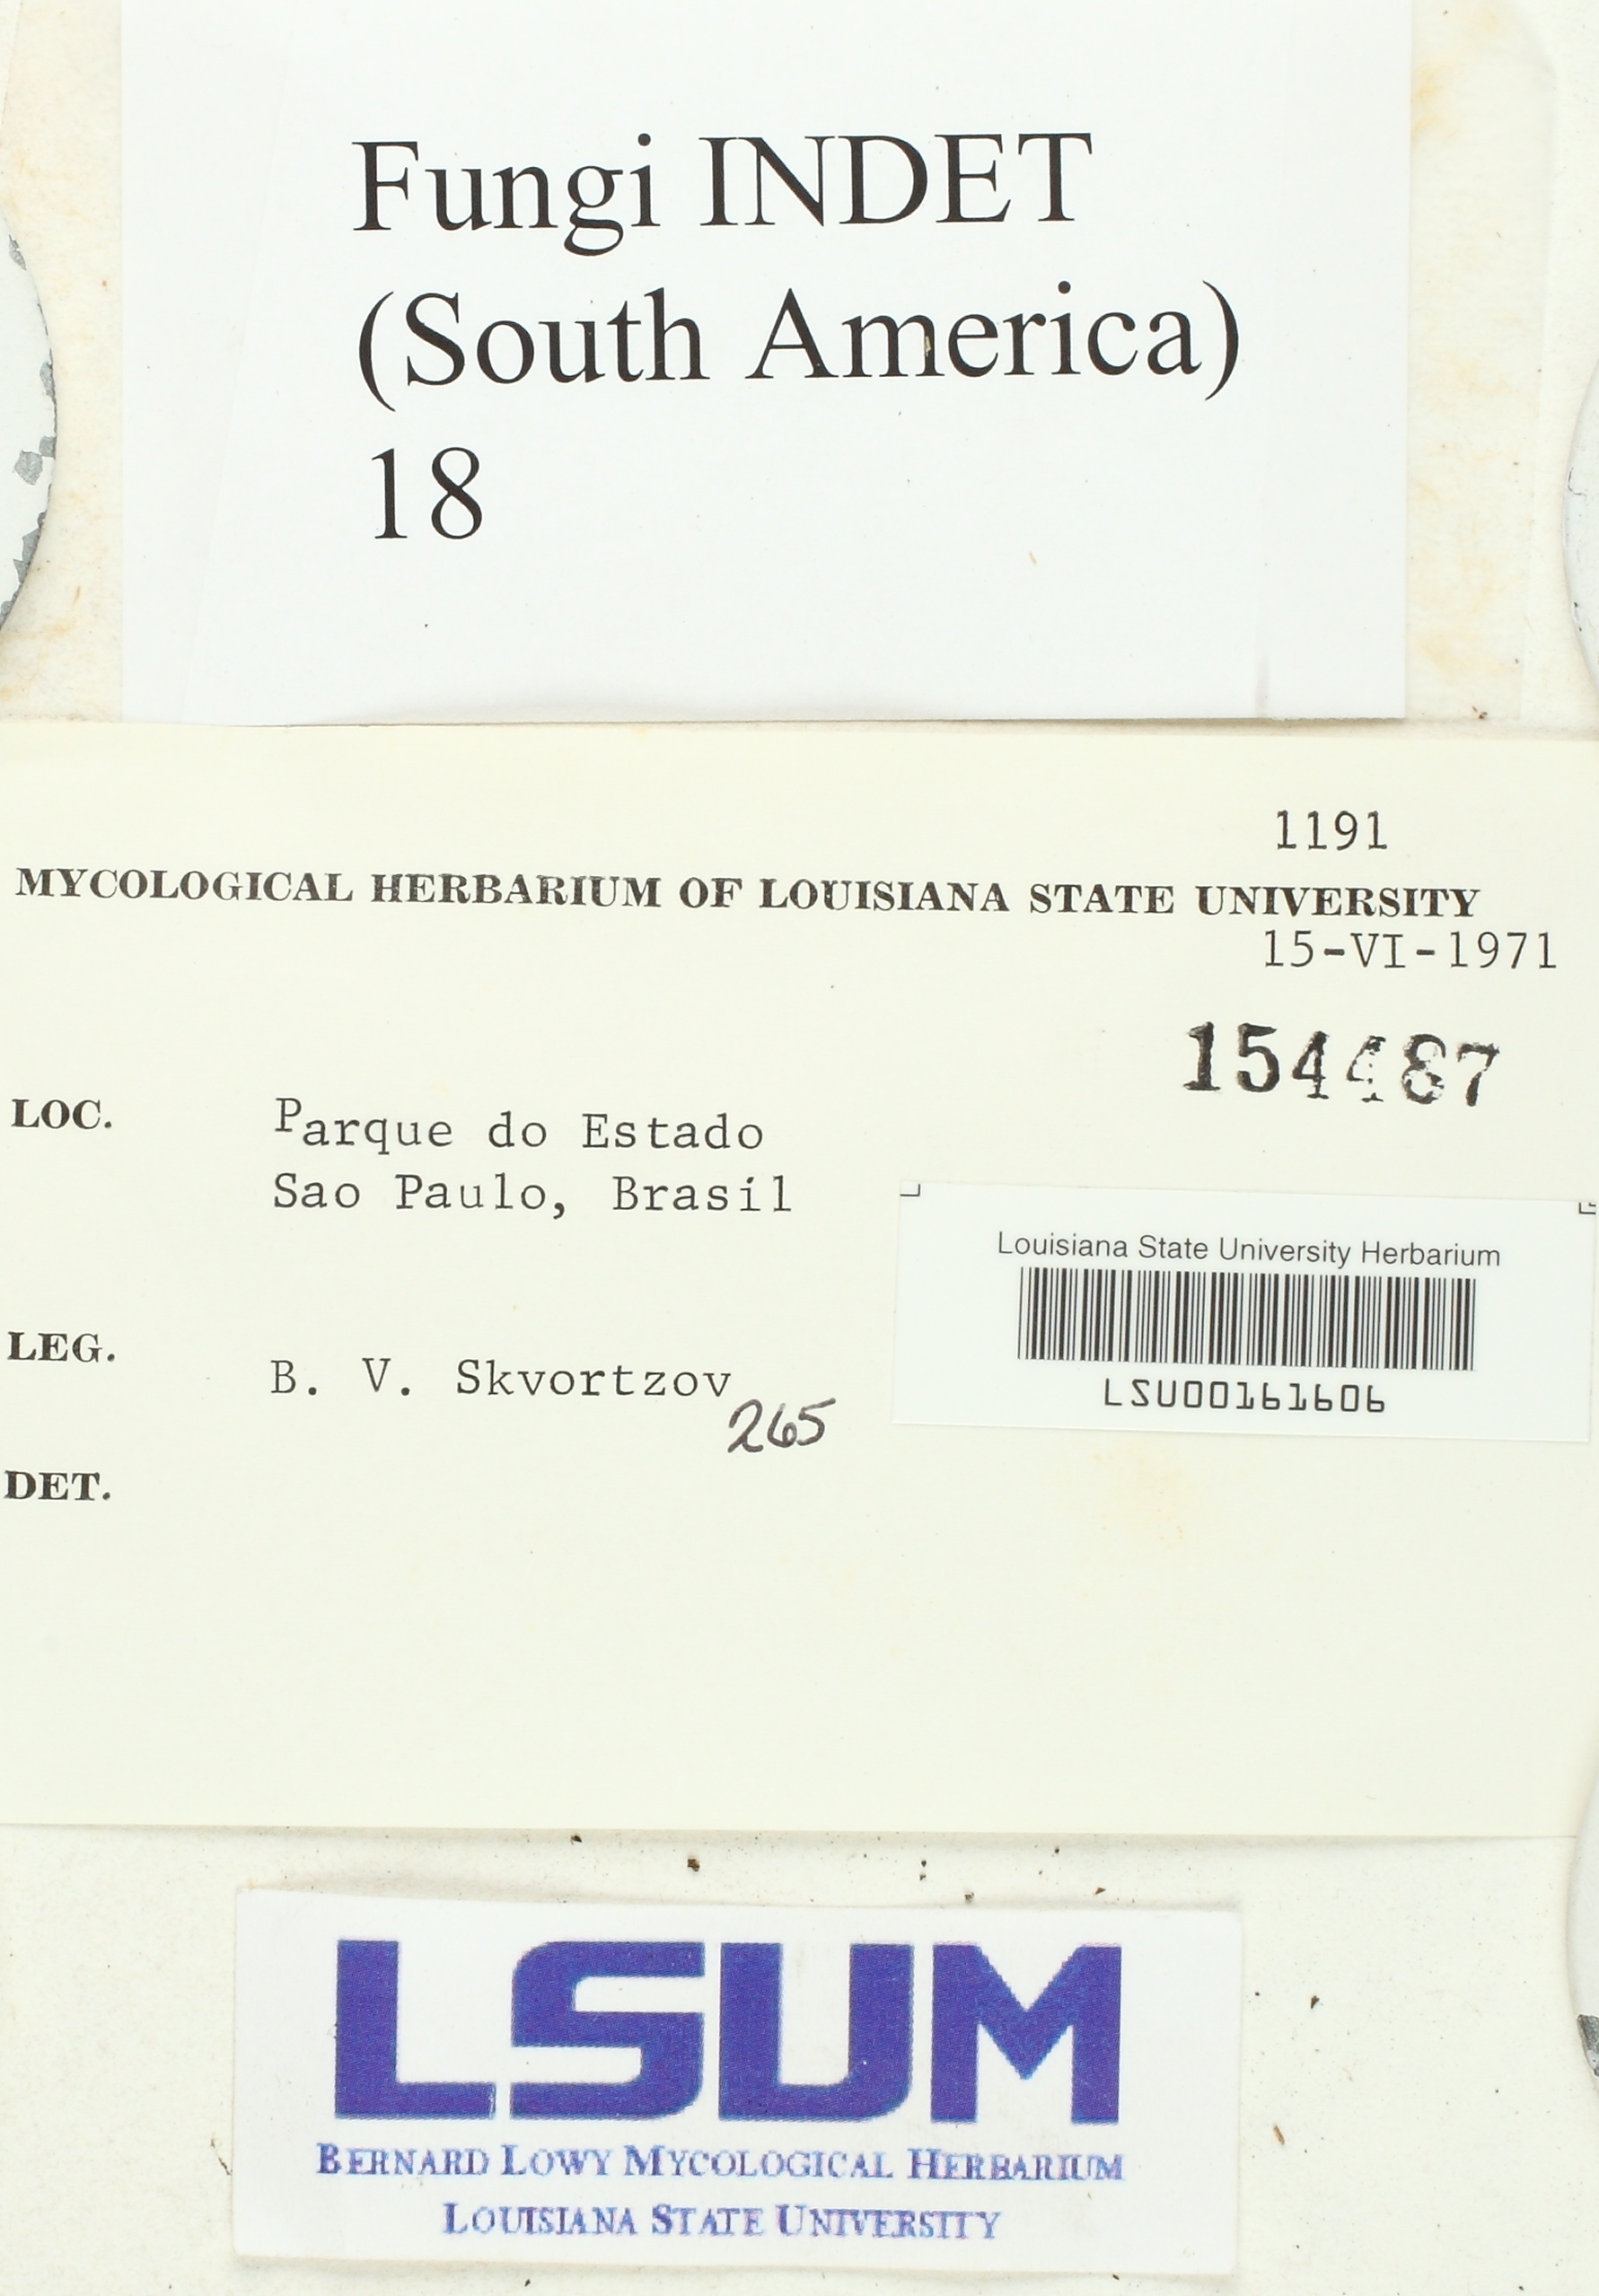 Fungi INDET
(South America)
18
1191
MYCOLOGICAL HERBARIUM OF LOUISIANA STATE UNIVERSITY
15-VI-1971
154487
LOC. Parque do Estado
Sao Paulo, Brasil
Louisiana State University Herbarium
LSU00161606
LEG. B. V. Skvortzov
265
DET.
LSUM
BERNARD LOWY MYCOLOGICAL HERBARIUM
LOUISIANA STATE UNIVERSITY